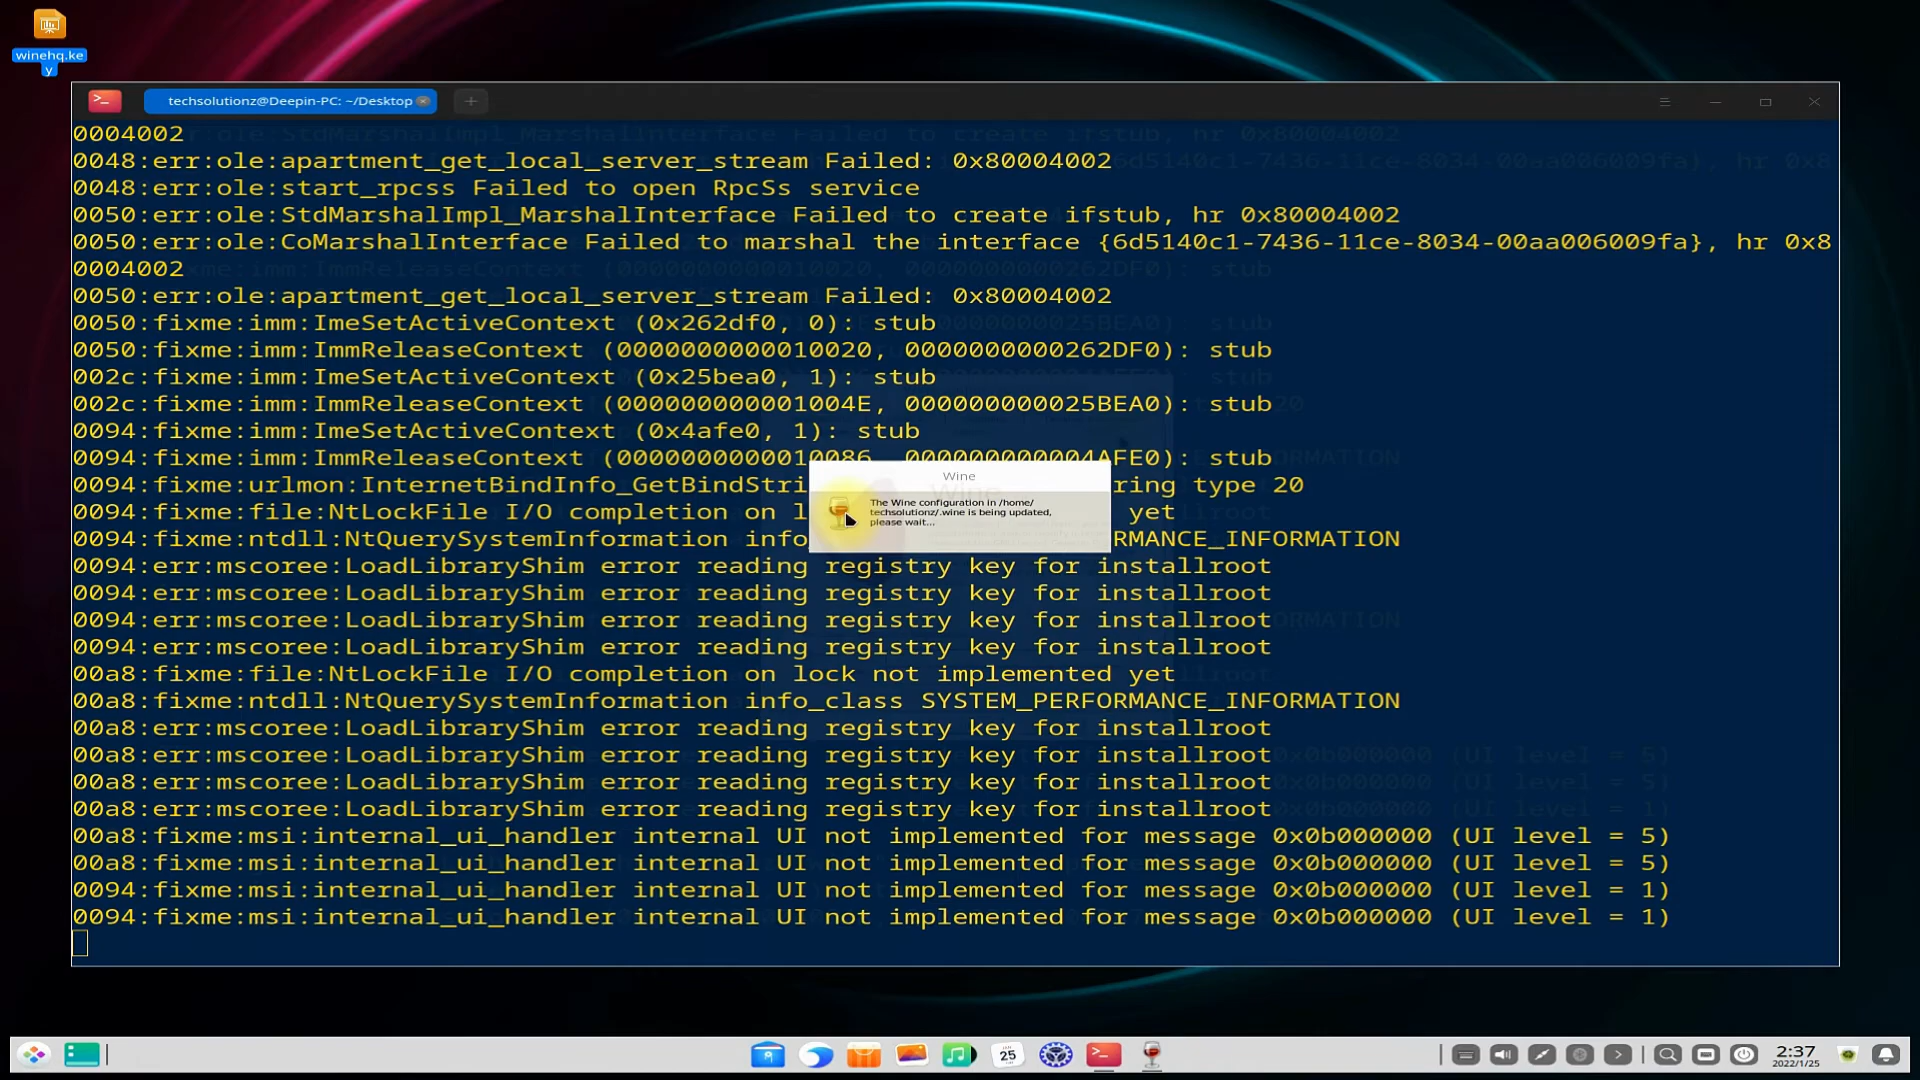 winehq.ke
y
techsolutionz@Deepin-PC: ~/Desktop
0004002
0048:err:ole:apartment_get_local_server_stream Failed: 0x80004002
0048:err:ole:start_rpcss Failed to open RpcSs service
0050:err:ole:StdMarshalImpl_MarshalInterface Failed to create ifstub, hr 0x80004002
0050:err:ole:CoMarshalInterface Failed to marshal the interface {6d5140c1-7436-11ce-8034-00aa006009fa}, hr 0x8
0004002
0050:err:ole:apartment_get_local_server_stream Failed: 0x80004002
0050:fixme:imm:ImeSetActiveContext (0x262df0, 0): stub
0050:fixme:imm:ImmReleaseContext (0000000000010020, 0000000000262DF0): stub
002c:fixme:imm:ImeSetActiveContext (0x25bea0, 1): stub
002c:fixme:imm:ImmReleaseContext (000000000001004E, 000000000025BEA0): stub
0094:fixme:imm:ImeSetActiveContext (0x4afe0, 1): stub
0094:fixme:imm:ImmReleaseContext (0000000000010086, 000000000004AFE0): stub
0094:fixme:urlmon:InternetBindInfo_GetBindStri ring type 20
0094:fixme:file:NtLockFile I/O completion on l yet
0094:fixme:ntdll:NtQuerySystemInformation info RMANCE_INFORMATION
Wine
The Wine configuration in /home/
techsolutionz/.wine is being updated,
please wait...
0094:err:mscoree:LoadLibraryShim error reading registry key for installroot
0094:err:mscoree:LoadLibraryShim error reading registry key for installroot
0094:err:mscoree:LoadLibraryShim error reading registry key for installroot
0094:err:mscoree:LoadLibraryShim error reading registry key for installroot
00a8:fixme:file:NtLockFile I/O completion on lock not implemented yet
00a8:fixme:ntdll:NtQuerySystemInformation info_class SYSTEM_PERFORMANCE_INFORMATION
00a8:err:mscoree:LoadLibraryShim error reading registry key for installroot
00a8:err:mscoree:LoadLibraryShim error reading registry key for installroot
00a8:err:mscoree:LoadLibraryShim error reading registry key for installroot
00a8:err:mscoree:LoadLibraryShim error reading registry key for installroot
00a8:fixme:msi:internal_ui_handler internal UI not implemented for message 0x0b000000 (UI level = 5)
00a8:fixme:msi:internal_ui_handler internal UI not implemented for message 0x0b000000 (UI level = 5)
0094:fixme:msi:internal_ui_handler internal UI not implemented for message 0x0b000000 (UI level = 1)
0094:fixme:msi:internal_ui_handler internal UI not implemented for message 0x0b000000 (UI level = 1)
25
2:37
2022/1/25